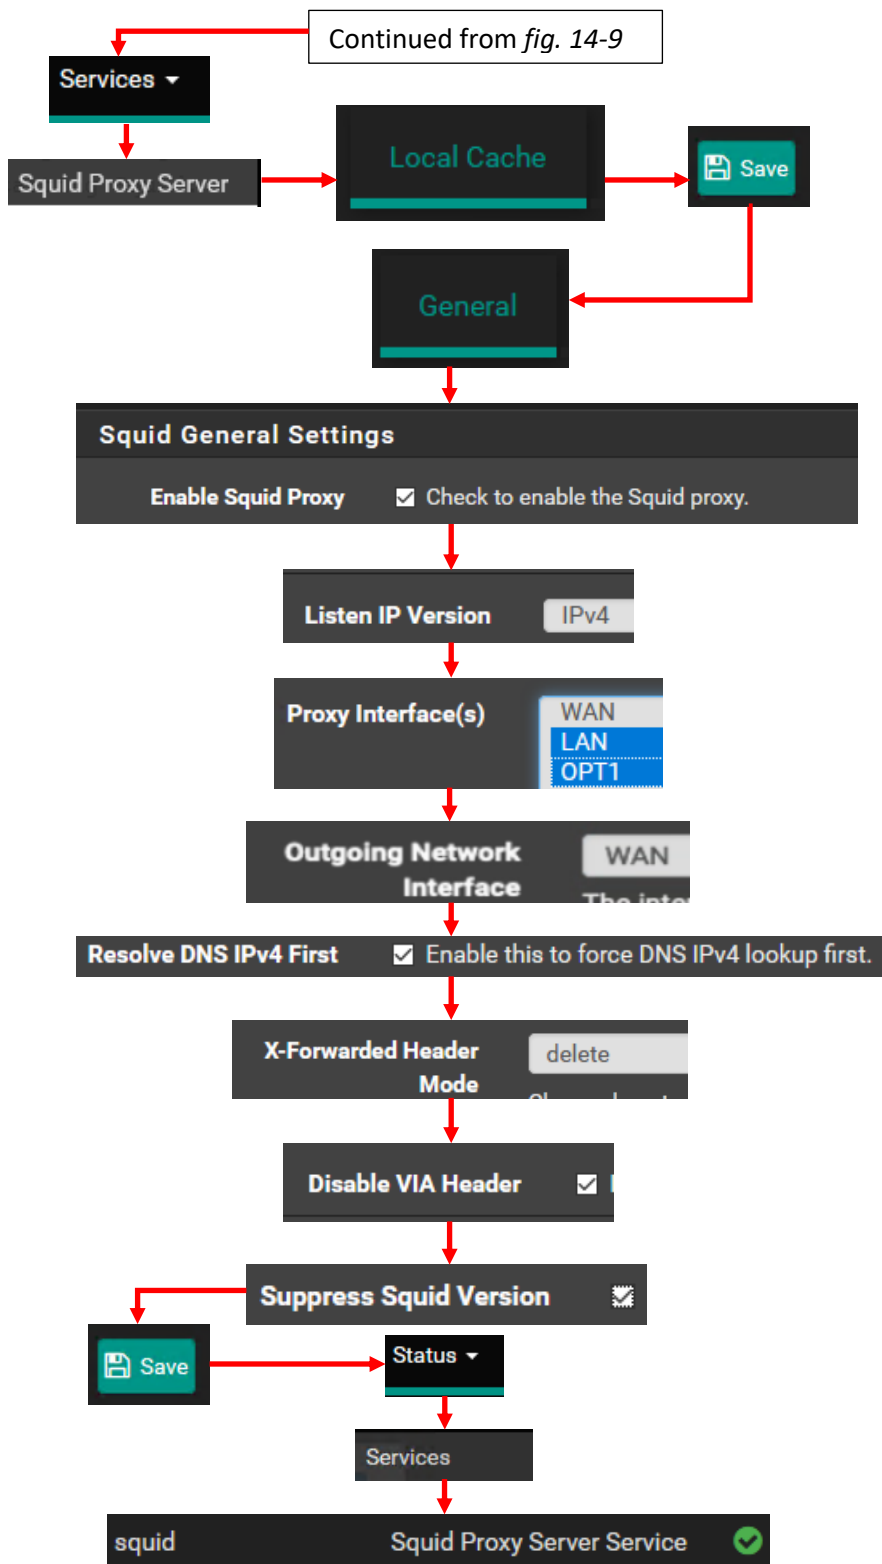 Continued from fig. 14-9
Services
Squid Proxy Server
Local Cache
Save
General
Squid General Settings
Enable Squid Proxy Check to enable the Squid proxy.
Listen IP Version IPv4
Proxy Interface(s) WAN
LAN
OPT1
Outgoing Network WAN
Interface
Resolve DNS IPv4 First Enable this to force DNS IPv4 lookup first.
X-Forwarded Header delete
Mode
Disable VIA Header
Suppress Squid Version
Save
Status
Services
squid Squid Proxy Server Service